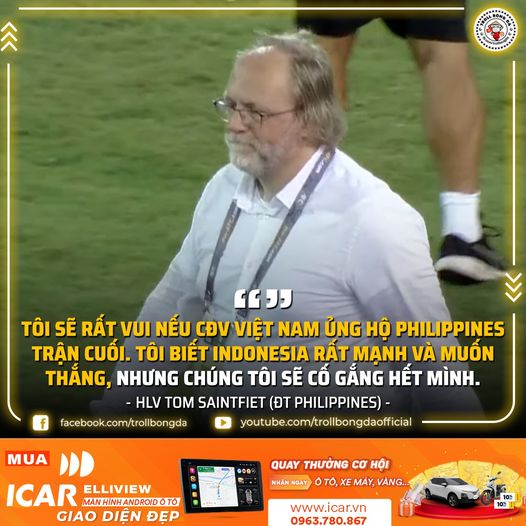 TROLL BÓNG ĐÁ
“”
TÔI SẼ RẤT VUI NẾU CĐV VIỆT NAM ỦNG HỘ PHILIPPINES
TRẬN CUỐI. TÔI BIẾT INDONESIA RẤT MẠNH VÀ MUỐN
THẮNG, NHƯNG CHÚNG TÔI SẼ CỐ GẮNG HẾT MÌNH.
- HLV TOM SAINTFIET (ĐT PHILIPPINES) -
facebook.com/trollbongda
youtube.com/trollbongdaofficial
MUA
ICAR
ELLIVIEW
MÀN HÌNH ANDROID Ô TÔ
GIAO DIỆN ĐẸP
QUAY THƯỞNG CƠ HỘI
NHẬN NGAY Ô TÔ, XE MÁY, VÀNG...
www.icar.vn
0963.780.867